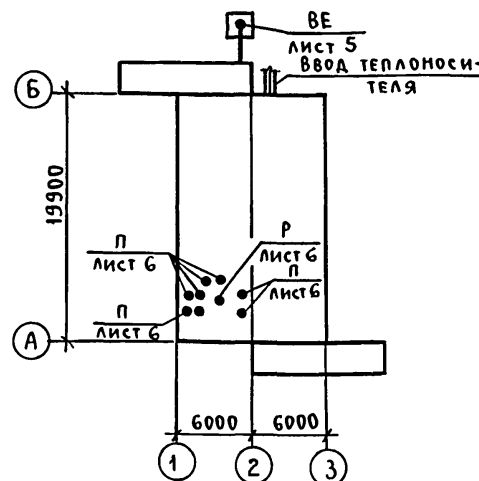 ВЕ
лист 5
ВВОД ТЕПЛОНОСИ-
ТЕЛЯ
Б
19900
П
лист 6
Р
лист 6
П
лист 6
П
лист 6
А
6000
6000
1
2
3